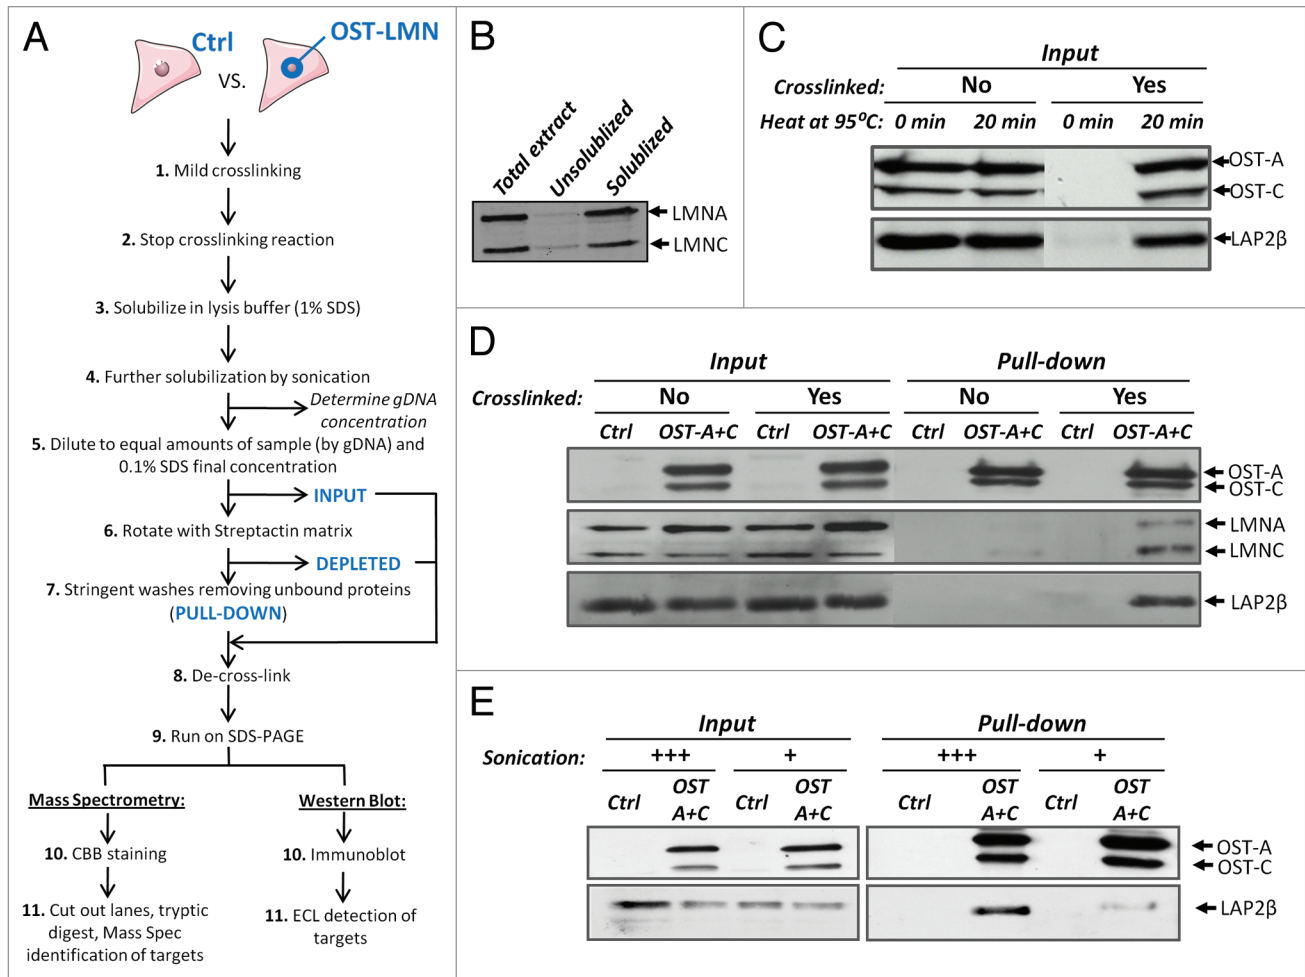 A
Ctrl
OST-LMN
VS.
1. Mild crosslinking
2. Stop crosslinking reaction
3. Solubilize in lysis buffer (1% SDS)
4. Further solubilization by sonication
Determine gDNA
concentration
5. Dilute to equal amounts of sample (by gDNA) and
0.1% SDS final concentration
INPUT
6. Rotate with Streptactin matrix
DEPLETED
7. Stringent washes removing unbound proteins
(PULL-DOWN)
8. De-cross-link
9. Run on SDS-PAGE
Mass Spectrometry:
10. CBB staining
11. Cut out lanes, tryptic
digest, Mass Spec
identification of targets
Western Blot:
10. Immunoblot
11. ECL detection of
targets
B
Total extract
Unsolublized
Solublized
LMNA
LMNC
C
Input
Crosslinked: No Yes
Heat at 95⁰C: 0 min 20 min 0 min 20 min
OST-A
OST-C
LAP2β
D
Input Pull-down
Crosslinked: No Yes No Yes
Ctrl OST-A+C Ctrl OST-A+C Ctrl OST-A+C Ctrl OST-A+C
OST-A
OST-C
LMNA
LMNC
LAP2β
E
Input Pull-down
Sonication: +++ + +++ +
Ctrl OST A+C Ctrl OST A+C Ctrl OST A+C Ctrl OST A+C
OST-A
OST-C
LAP2β